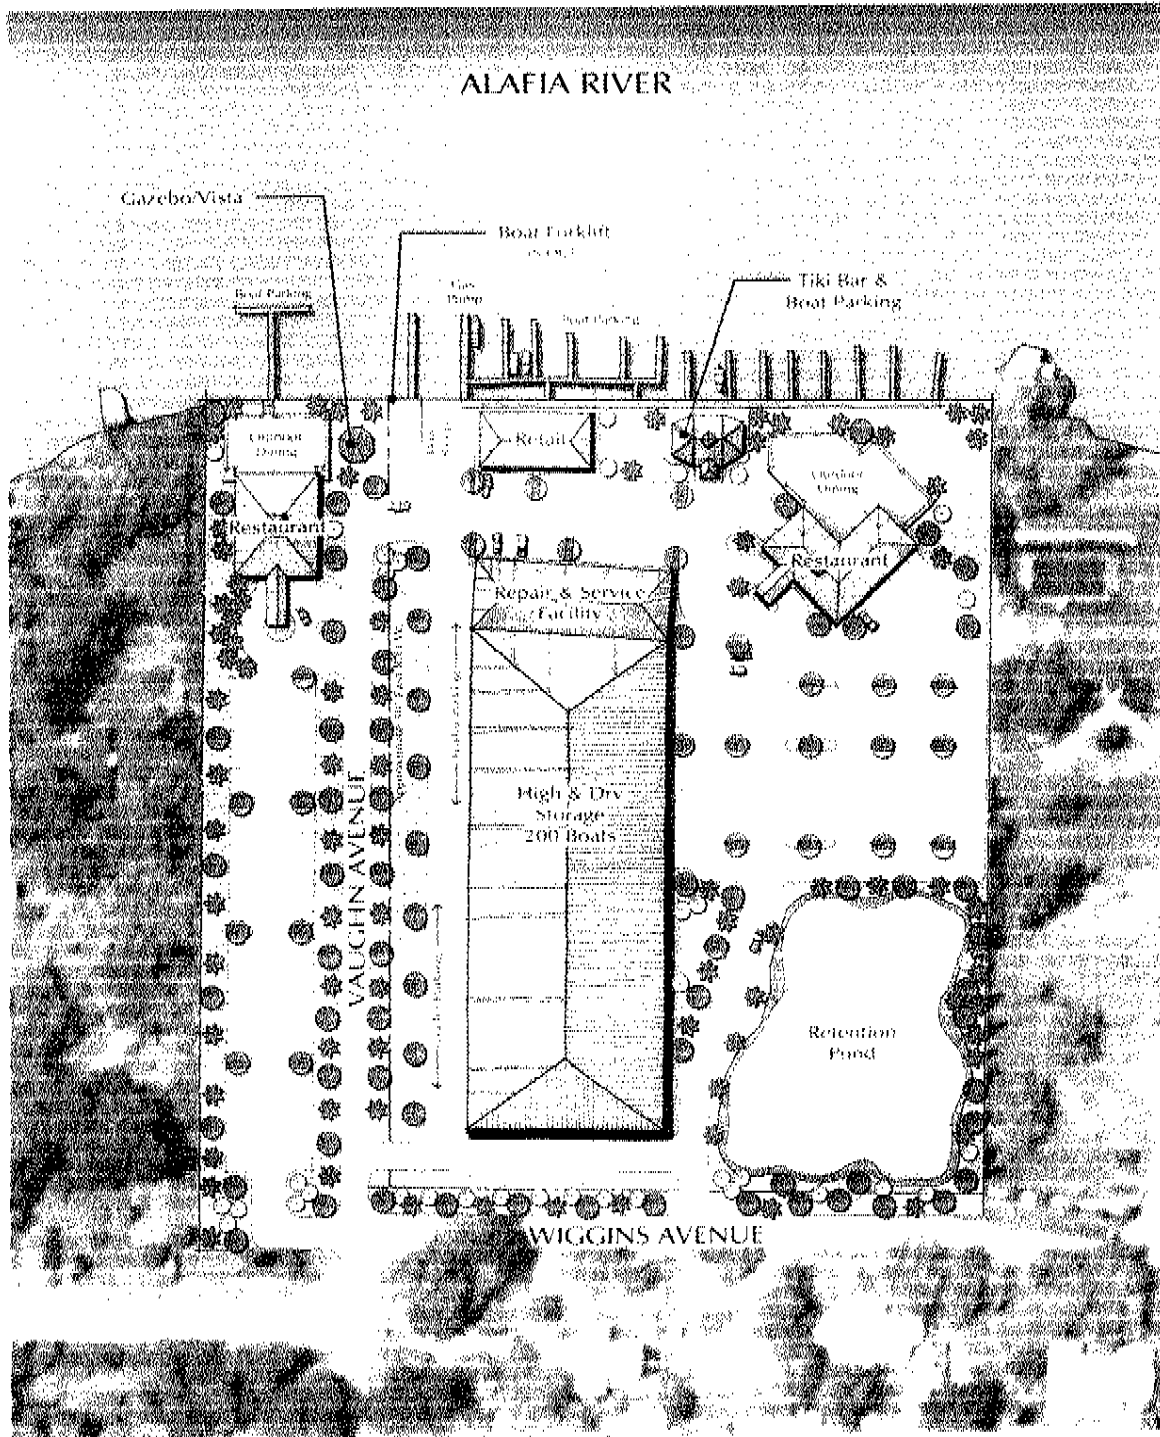 ALAFIA RIVER
Gazebo/Vista
Boat Forklift
Tiki Bar &
Boat Parking
Boat Parking
Gas
Pump
Boat Parking
Outdoor
Dining
Retail
Outdoor
Dining
Restaurant
Restaurant
Repair & Service
Facility
High & Dry
Storage
200 Boats
VAUGHN AVENUE
Retention
Pond
WIGGINS AVENUE